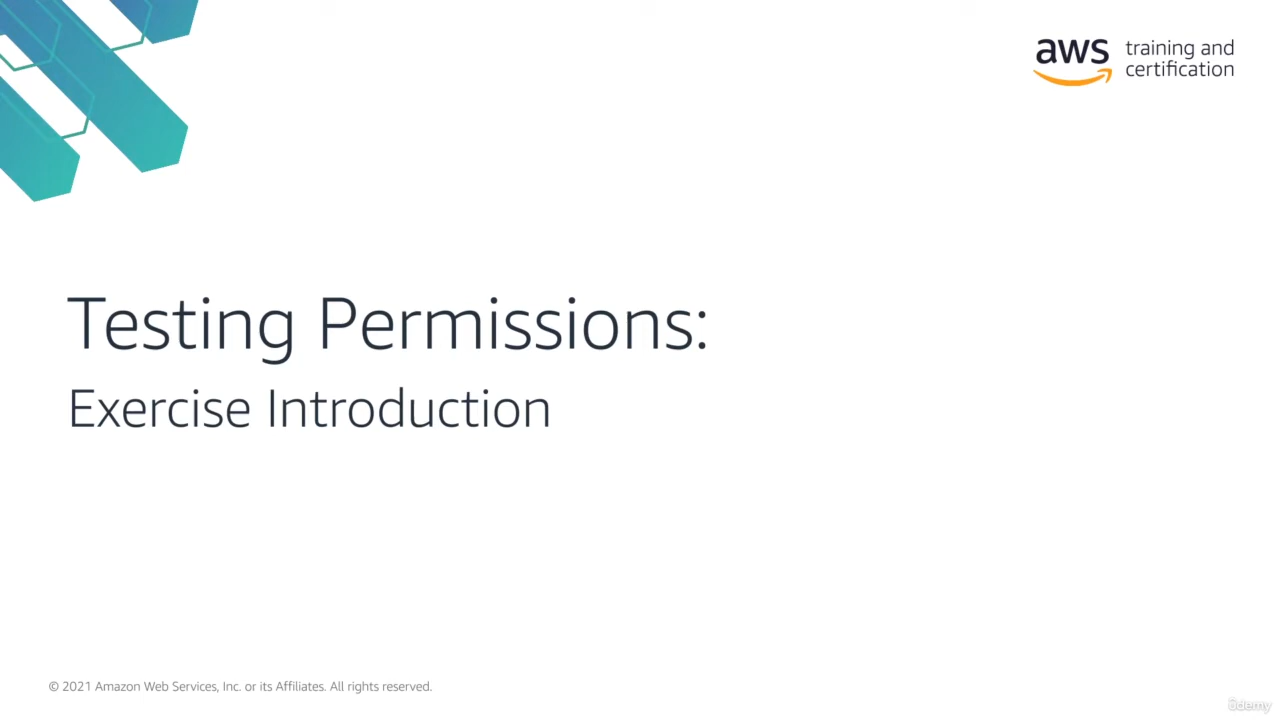 aws training and
certification
Testing Permissions:
Exercise Introduction
© 2021 Amazon Web Services, Inc. or its Affiliates. All rights reserved.
ûdemy